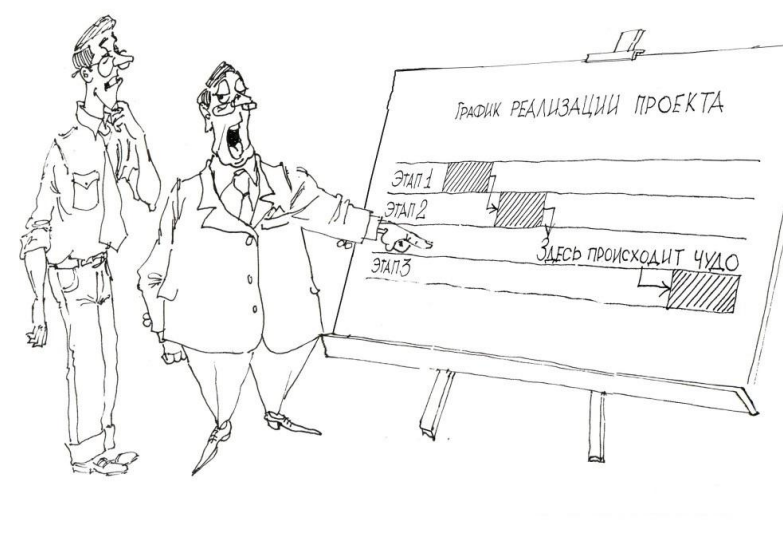 ГРАФИК РЕАЛИЗАЦИИ ПРОЕКТА
ЭТАП 1
ЭТАП 2
ЗДЕСЬ ПРОИСХОДИТ ЧУДО
ЭТАП 3